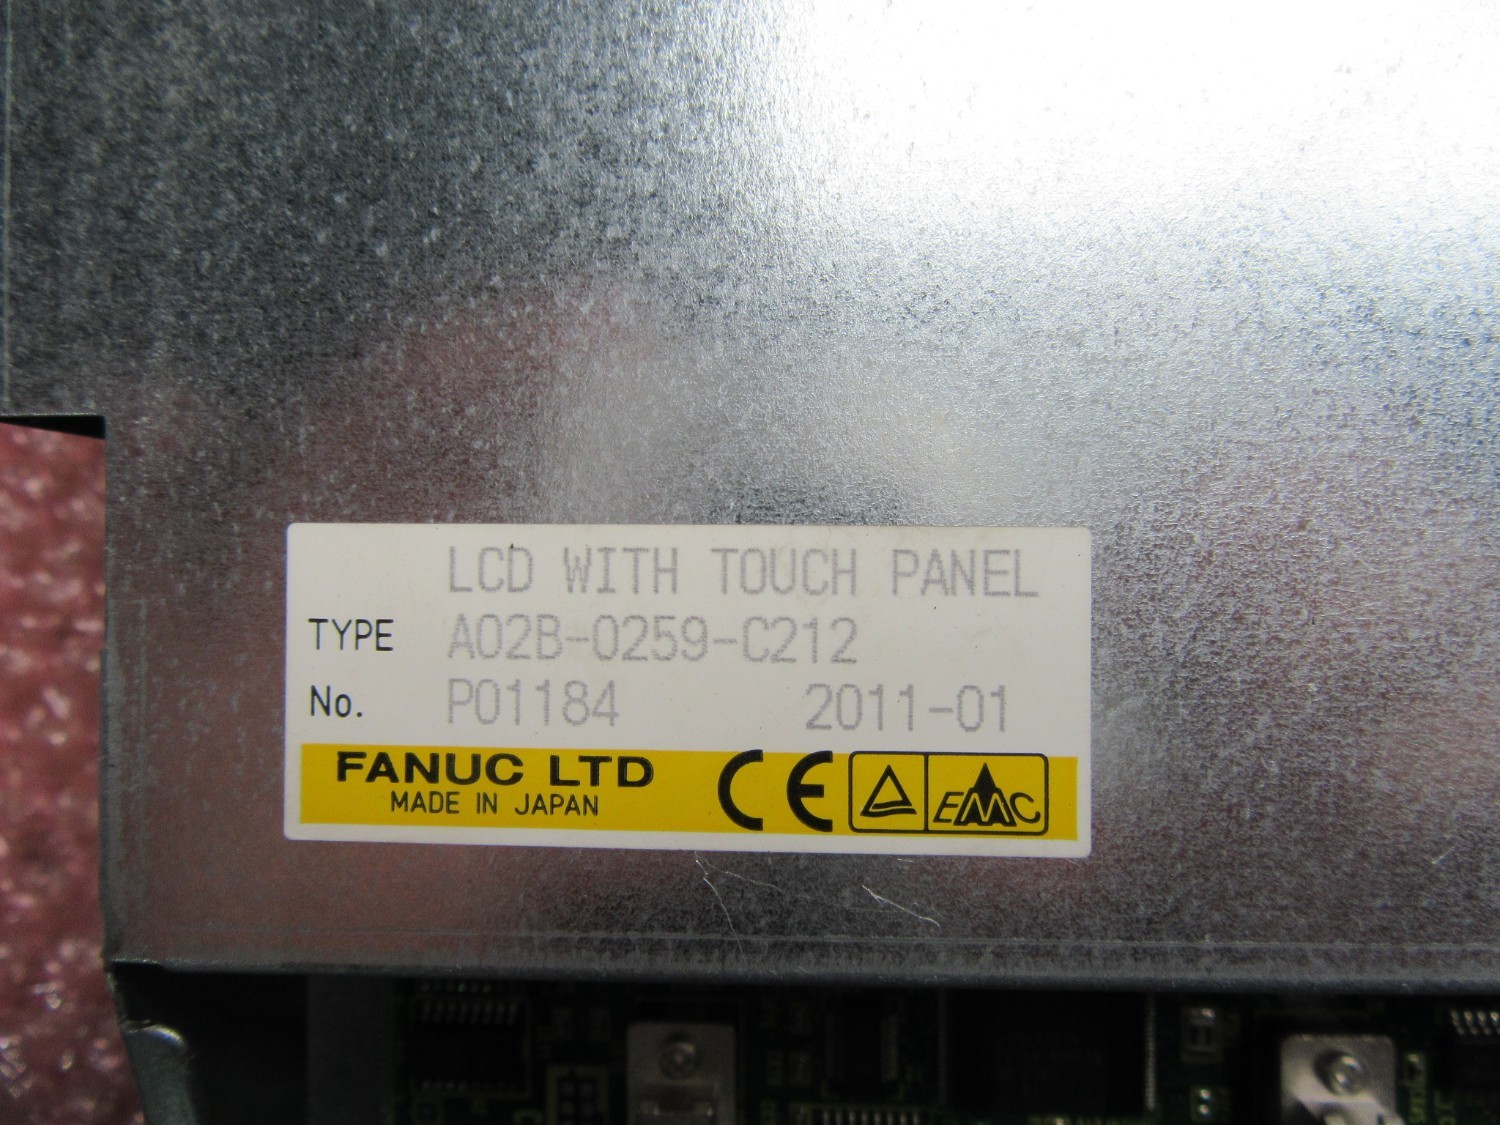 LCD WITH TOUCH PANEL
TYPE A02B-0259-C212
No. P01184 2011-01
FANUC LTD
MADE IN JAPAN
CE
EMC